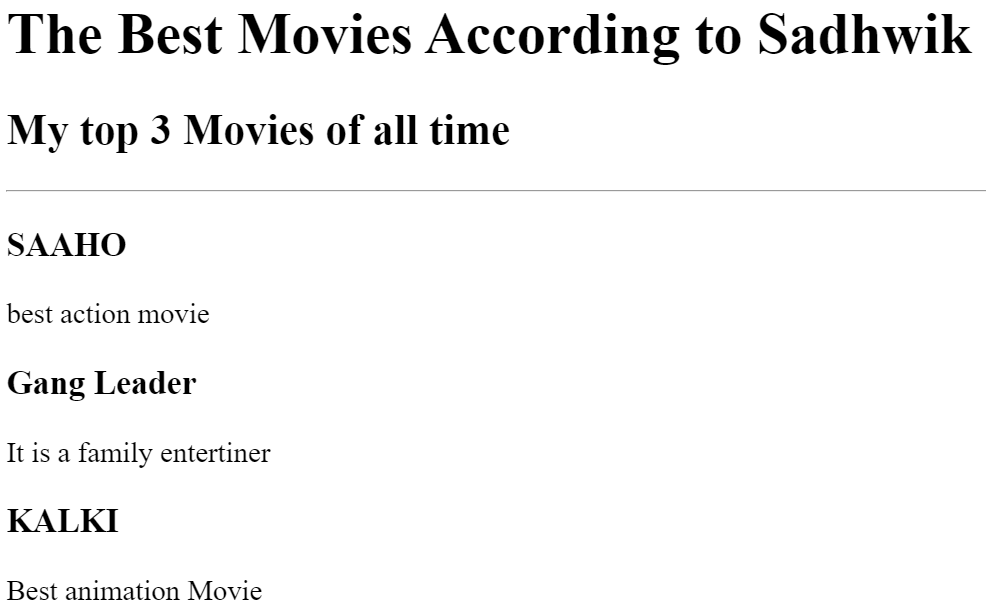 The Best Movies According to Sadhwik
My top 3 Movies of all time
SAAHO
best action movie
Gang Leader
It is a family entertiner
KALKI
Best animation Movie